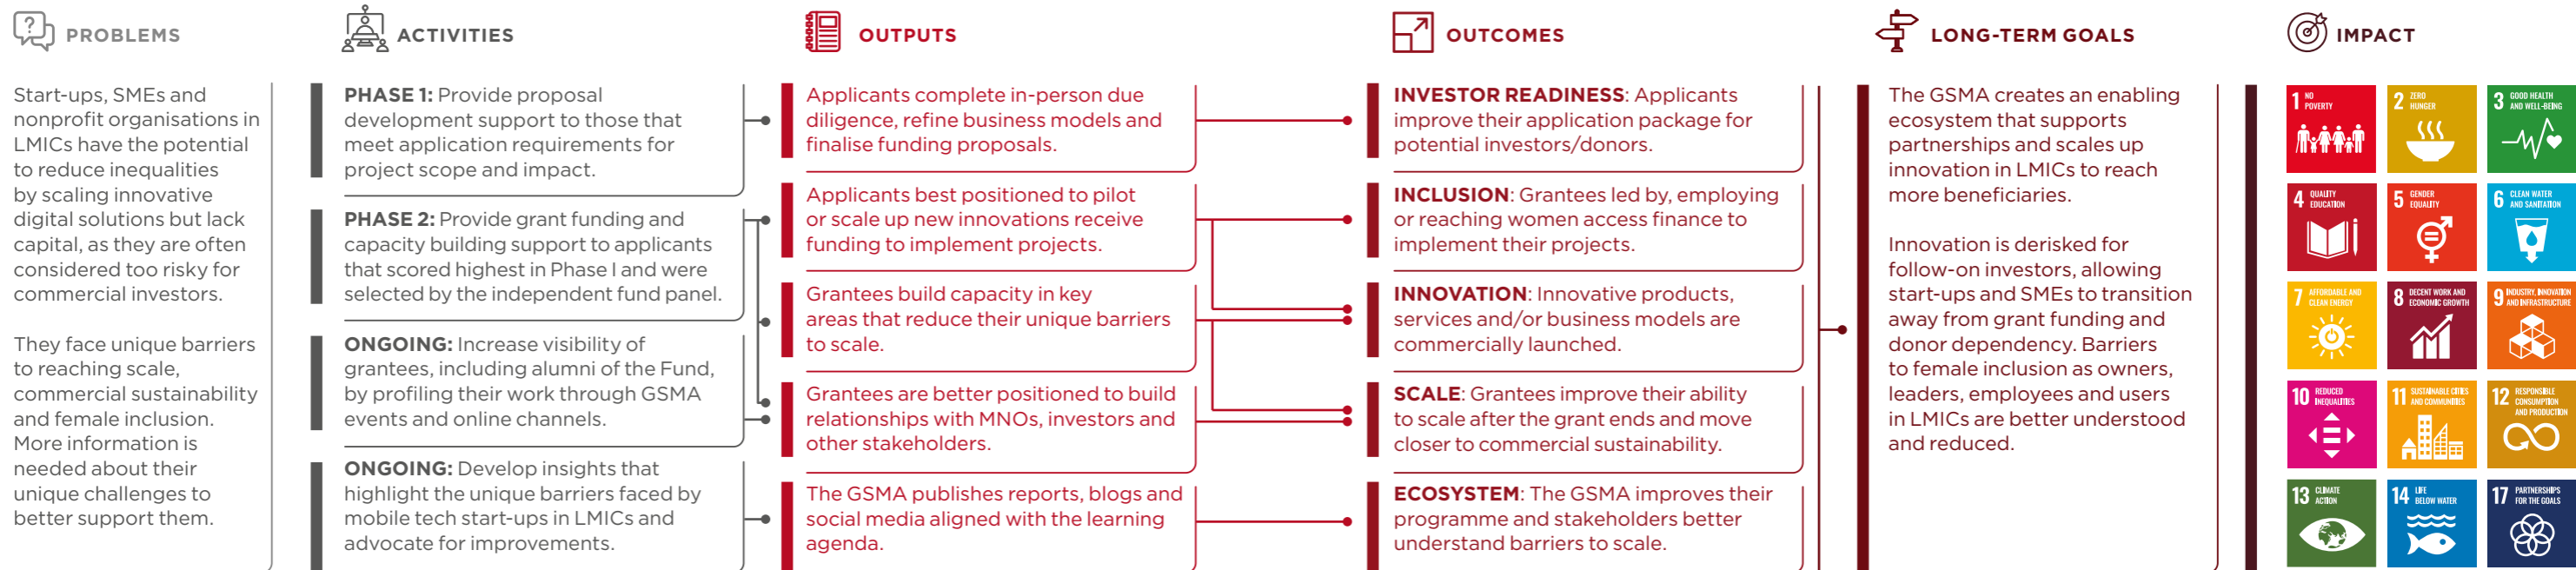 PROBLEMS
Start-ups, SMEs and
nonprofit organisations in
LMICs have the potential
to reduce inequalities
by scaling innovative
digital solutions but lack
capital, as they are often
considered too risky for
commercial investors.
They face unique barriers
to reaching scale,
commercial sustainability
and female inclusion.
More information is
needed about their
unique challenges to
better support them.
ACTIVITIES
PHASE 1: Provide proposal
development support to those that
meet application requirements for
project scope and impact.
PHASE 2: Provide grant funding and
capacity building support to applicants
that scored highest in Phase I and were
selected by the independent fund panel.
ONGOING: Increase visibility of
grantees, including alumni of the Fund,
by profiling their work through GSMA
events and online channels.
ONGOING: Develop insights that
highlight the unique barriers faced by
mobile tech start-ups in LMICs and
advocate for improvements.
OUTPUTS
Applicants complete in-person due
diligence, refine business models and
finalise funding proposals.
Applicants best positioned to pilot
or scale up new innovations receive
funding to implement projects.
Grantees build capacity in key
areas that reduce their unique barriers
to scale.
Grantees are better positioned to build
relationships with MNOs, investors and
other stakeholders.
The GSMA publishes reports, blogs and
social media aligned with the learning
agenda.
OUTCOMES
INVESTOR READINESS: Applicants
improve their application package for
potential investors/donors.
INCLUSION: Grantees led by, employing
or reaching women access finance to
implement their projects.
INNOVATION: Innovative products,
services and/or business models are
commercially launched.
SCALE: Grantees improve their ability
to scale after the grant ends and move
closer to commercial sustainability.
ECOSYSTEM: The GSMA improves their
programme and stakeholders better
understand barriers to scale.
LONG-TERM GOALS
The GSMA creates an enabling
ecosystem that supports
partnerships and scales up
innovation in LMICs to reach
more beneficiaries.
Innovation is derisked for
follow-on investors, allowing
start-ups and SMEs to transition
away from grant funding and
donor dependency. Barriers
to female inclusion as owners,
leaders, employees and users
in LMICs are better understood
and reduced.
IMPACT
1 NO
POVERTY
2 ZERO
HUNGER
3 GOOD HEALTH
AND WELL-BEING
4 QUALITY
EDUCATION
5 GENDER
EQUALITY
6 CLEAN WATER
AND SANITATION
7 AFFORDABLE AND
CLEAN ENERGY
8 DECENT WORK AND
ECONOMIC GROWTH
9 INDUSTRY, INNOVATION
AND INFRASTRUCTURE
10 REDUCED
INEQUALITIES
11 SUSTAINABLE CITIES
AND COMMUNITIES
12 RESPONSIBLE
CONSUMPTION
AND PRODUCTION
13 CLIMATE
ACTION
14 LIFE
BELOW WATER
17 PARTNERSHIPS
FOR THE GOALS